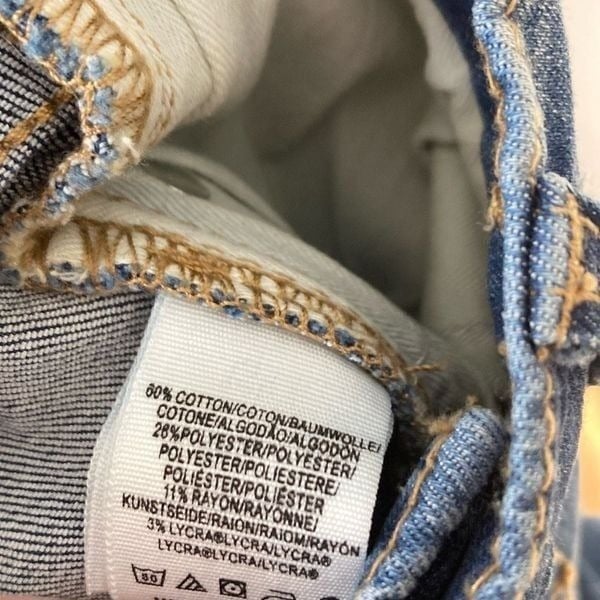 60% COTTON/COTON/BAUMWOLLE/
COTONE/ALGODÃO/ALGODÓN
26%POLYESTER/POLYESTER/
POLYESTER/POLIESTERE/
POLIÉSTER/POLIÉSTER
11% RAYON/RAYONNE/
KUNSTSEIDE/RAION/RAIOM/RAYÓN
3% LYCRA®LYCRA/LYCRA®
LYCRA®LYCRA/LYCRA®
80